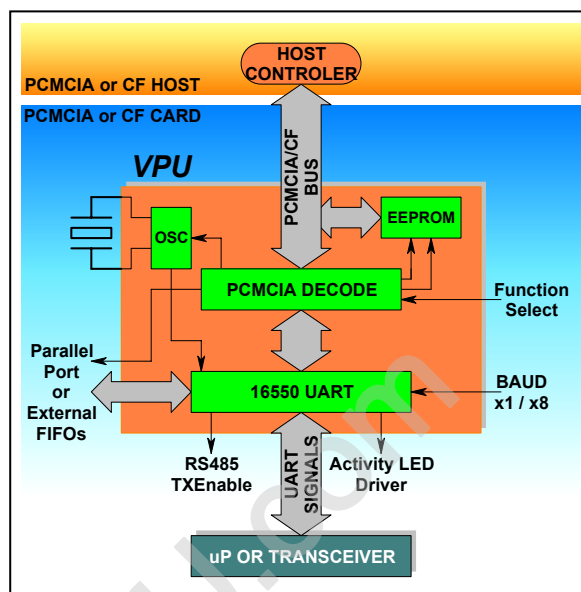 HOST
CONTROLER
PCMCIA or CF HOST
PCMCIA or CF CARD
PCMCIA/CF
BUS
VPU
OSC
EEPROM
PCMCIA DECODE
Function
Select
Parallel
Port
or
External
FIFOs
16550 UART
BAUD
x1 / x8
RS485
TXEnable
UART
SIGNALS
Activity LED
Driver
uP OR TRANSCEIVER